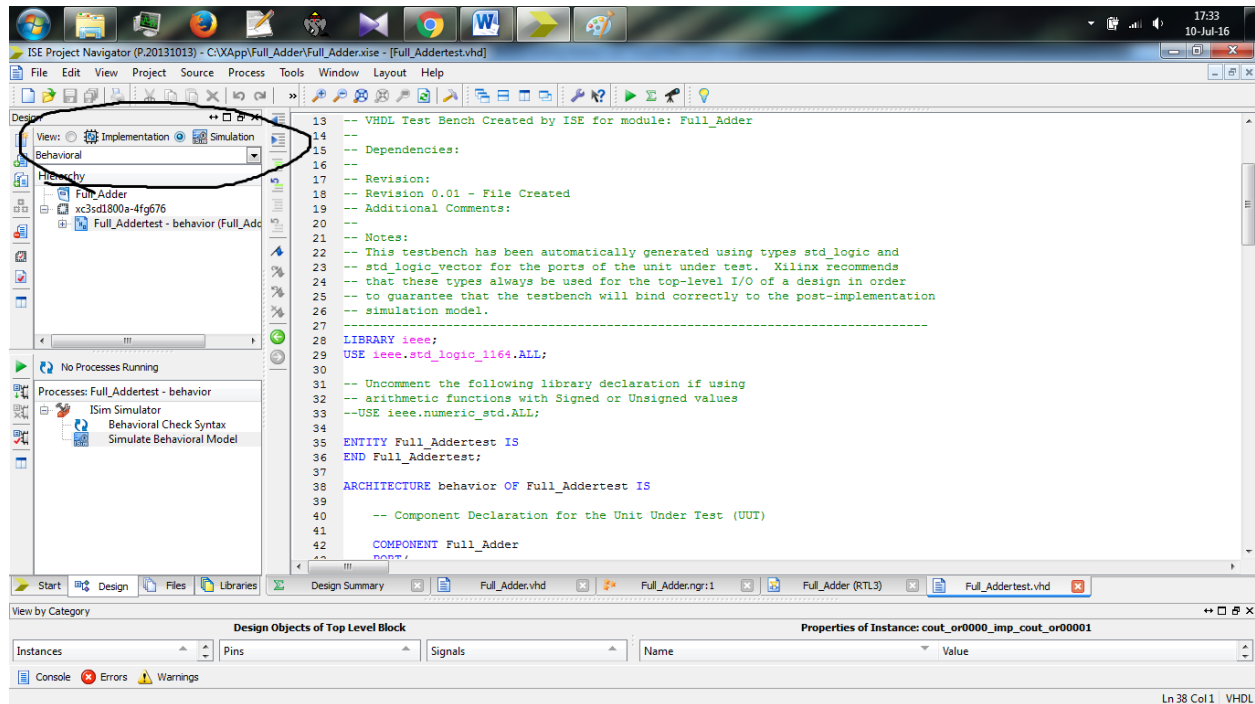 17:33
10-Jul-16
ISE Project Navigator (P.20131013) - C:\XApp\Full_Adder\Full_Adder.xise - [Full_Addertest.vhd]
File Edit View Project Source Process Tools Window Layout Help
Design
View: Implementation Simulation
Behavioral
Hierarchy
Full_Adder
xc3sd1800a-4fg676
Full_Addertest - behavior (Full_Adc
No Processes Running
Processes: Full_Addertest - behavior
ISim Simulator
Behavioral Check Syntax
Simulate Behavioral Model
13 -- VHDL Test Bench Created by ISE for module: Full_Adder
14 --
15 -- Dependencies:
16 --
17 -- Revision:
18 -- Revision 0.01 - File Created
19 -- Additional Comments:
20 --
21 -- Notes:
22 -- This testbench has been automatically generated using types std_logic and
23 -- std_logic_vector for the ports of the unit under test. Xilinx recommends
24 -- that these types always be used for the top-level I/O of a design in order
25 -- to guarantee that the testbench will bind correctly to the post-implementation
26 -- simulation model.
27 --------------------------------------------------------------------------------
28 LIBRARY ieee;
29 USE ieee.std_logic_1164.ALL;
30
31 -- Uncomment the following library declaration if using
32 -- arithmetic functions with Signed or Unsigned values
33 --USE ieee.numeric_std.ALL;
34
35 ENTITY Full_Addertest IS
36 END Full_Addertest;
37
38 ARCHITECTURE behavior OF Full_Addertest IS
39
40 -- Component Declaration for the Unit Under Test (UUT)
41
42 COMPONENT Full_Adder
Start Design Files Libraries Design Summary Full_Adder.vhd Full_Adder.ngr:1 Full_Adder (RTL3) Full_Addertest.vhd
View by Category
Design Objects of Top Level Block Properties of Instance: cout_or0000_imp_cout_or00001
Instances Pins Signals Name Value
Console Errors Warnings
Ln 38 Col 1 VHDL